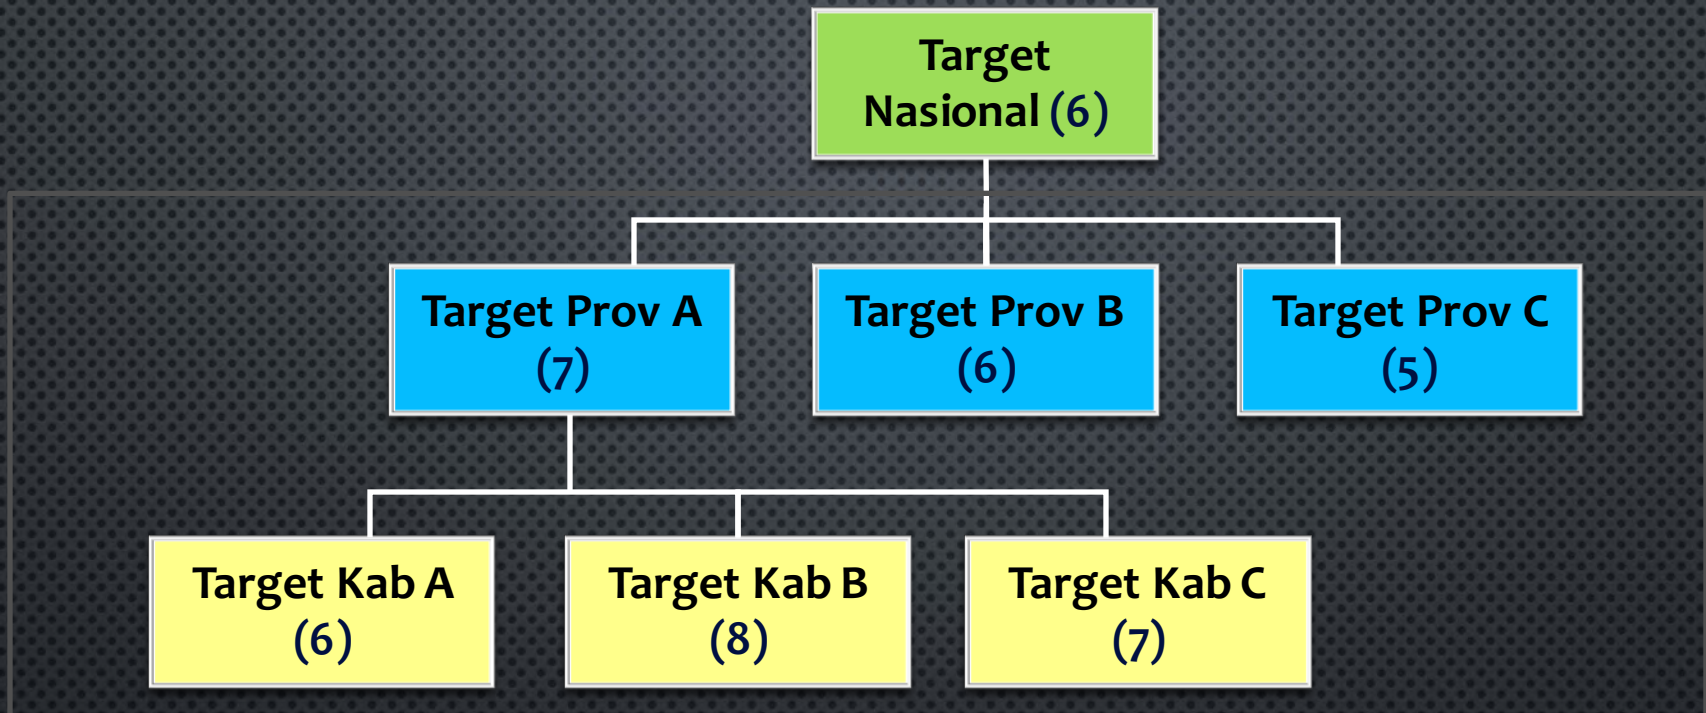 Target
Nasional (6)
Target Prov A
(7)
Target Prov B
(6)
Target Prov C
(5)
Target Kab A
(6)
Target Kab B
(8)
Target Kab C
(7)